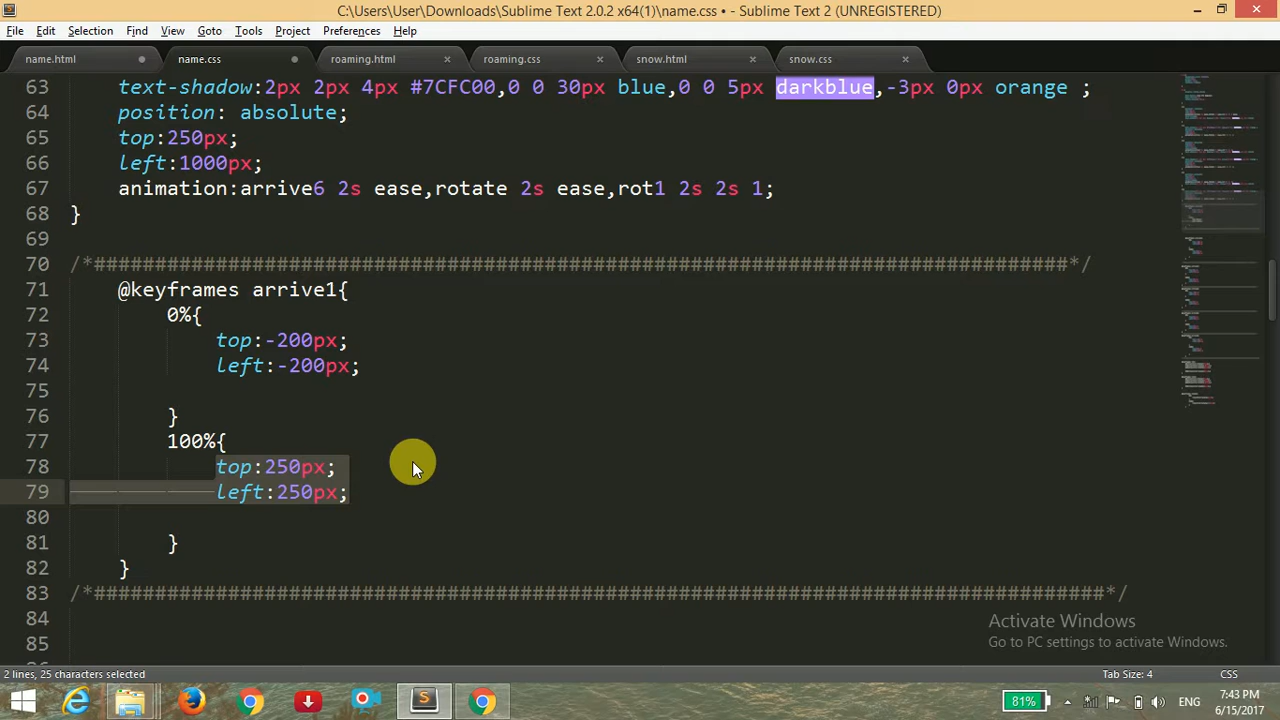 C:\Users\User\Downloads\Sublime Text 2.0.2 x64(1)\name.css • - Sublime Text 2 (UNREGISTERED)
File Edit Selection Find View Goto Tools Project Preferences Help
name.html name.css roaming.html roaming.css snow.html snow.css
63 text-shadow:2px 2px 4px #7CFC00,0 0 30px blue,0 0 5px darkblue,-3px 0px orange ;
64 position: absolute;
65 top:250px;
66 left:1000px;
67 animation:arrive6 2s ease,rotate 2s ease,rot1 2s 2s 1;
68 }
69
70 /*################################################################################*/
71 @keyframes arrive1{
72 0%{
73 top:-200px;
74 left:-200px;
75
76 }
77 100%{
78 top:250px;
79 left:250px;
80
81 }
82 }
83 /*###################################################################################*/
84
85
Activate Windows
Go to PC settings to activate Windows.
2 lines, 25 characters selected Tab Size: 4 CSS
81% ENG 7:43 PM
6/15/2017